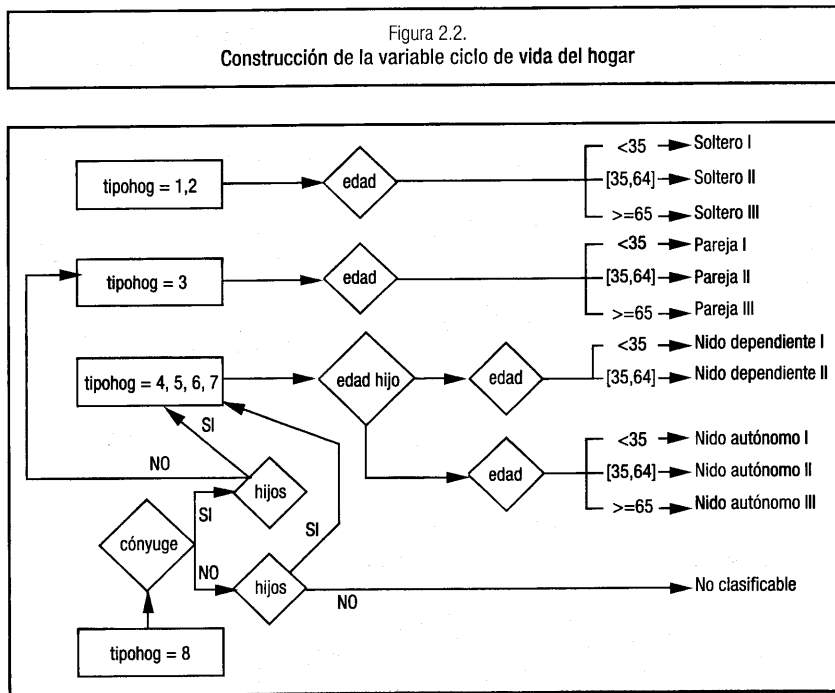 Figura 2.2.
Construcción de la variable ciclo de vida del hogar
tipohog = 1,2
edad
<35
Soltero I
[35,64]
Soltero II
>=65
Soltero III
tipohog = 3
edad
<35
Pareja I
[35,64]
Pareja II
>=65
Pareja III
tipohog = 4, 5, 6, 7
edad hijo
edad
<35
Nido dependiente I
[35,64]
Nido dependiente II
edad
<35
Nido autónomo I
[35,64]
Nido autónomo II
>=65
Nido autónomo III
SI
NO
hijos
SI
SI
cónyuge
NO
hijos
NO
No clasificable
tipohog = 8